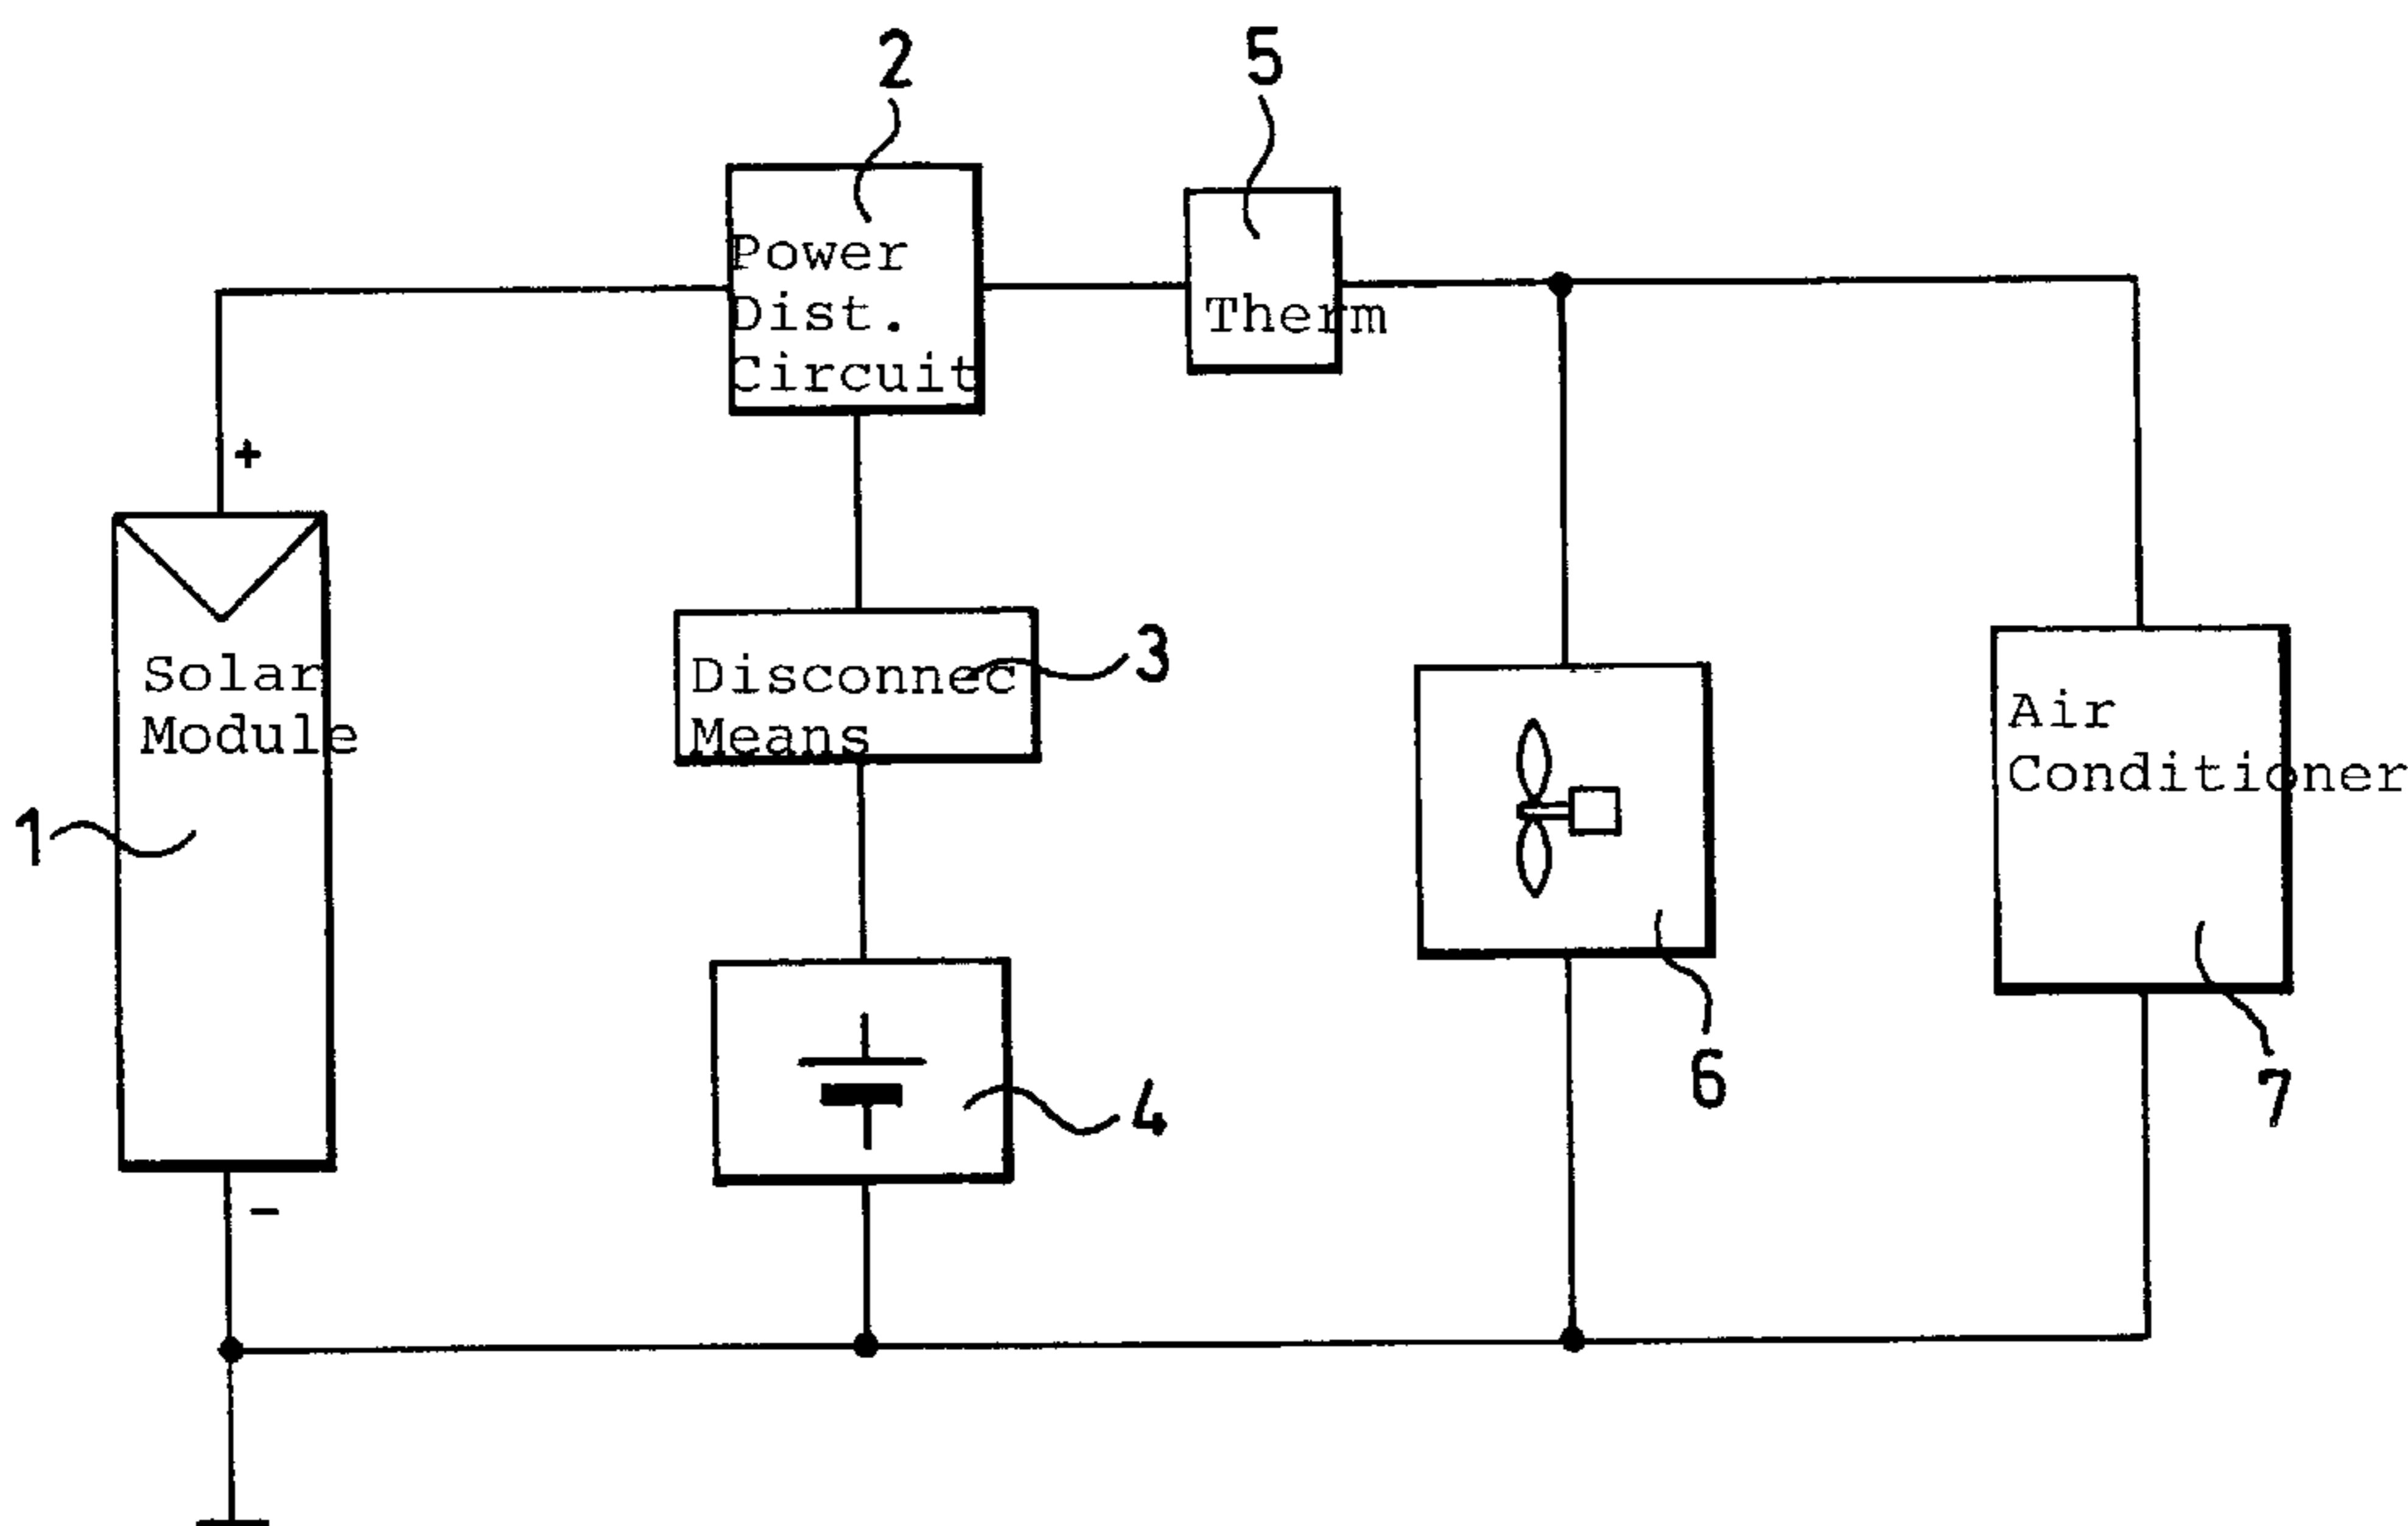 2
5
Power
Dist.
Circuit
Therm
+
Solar
Module
Disconnec
Means
3
Air
Conditioner
1
4
6
7
-